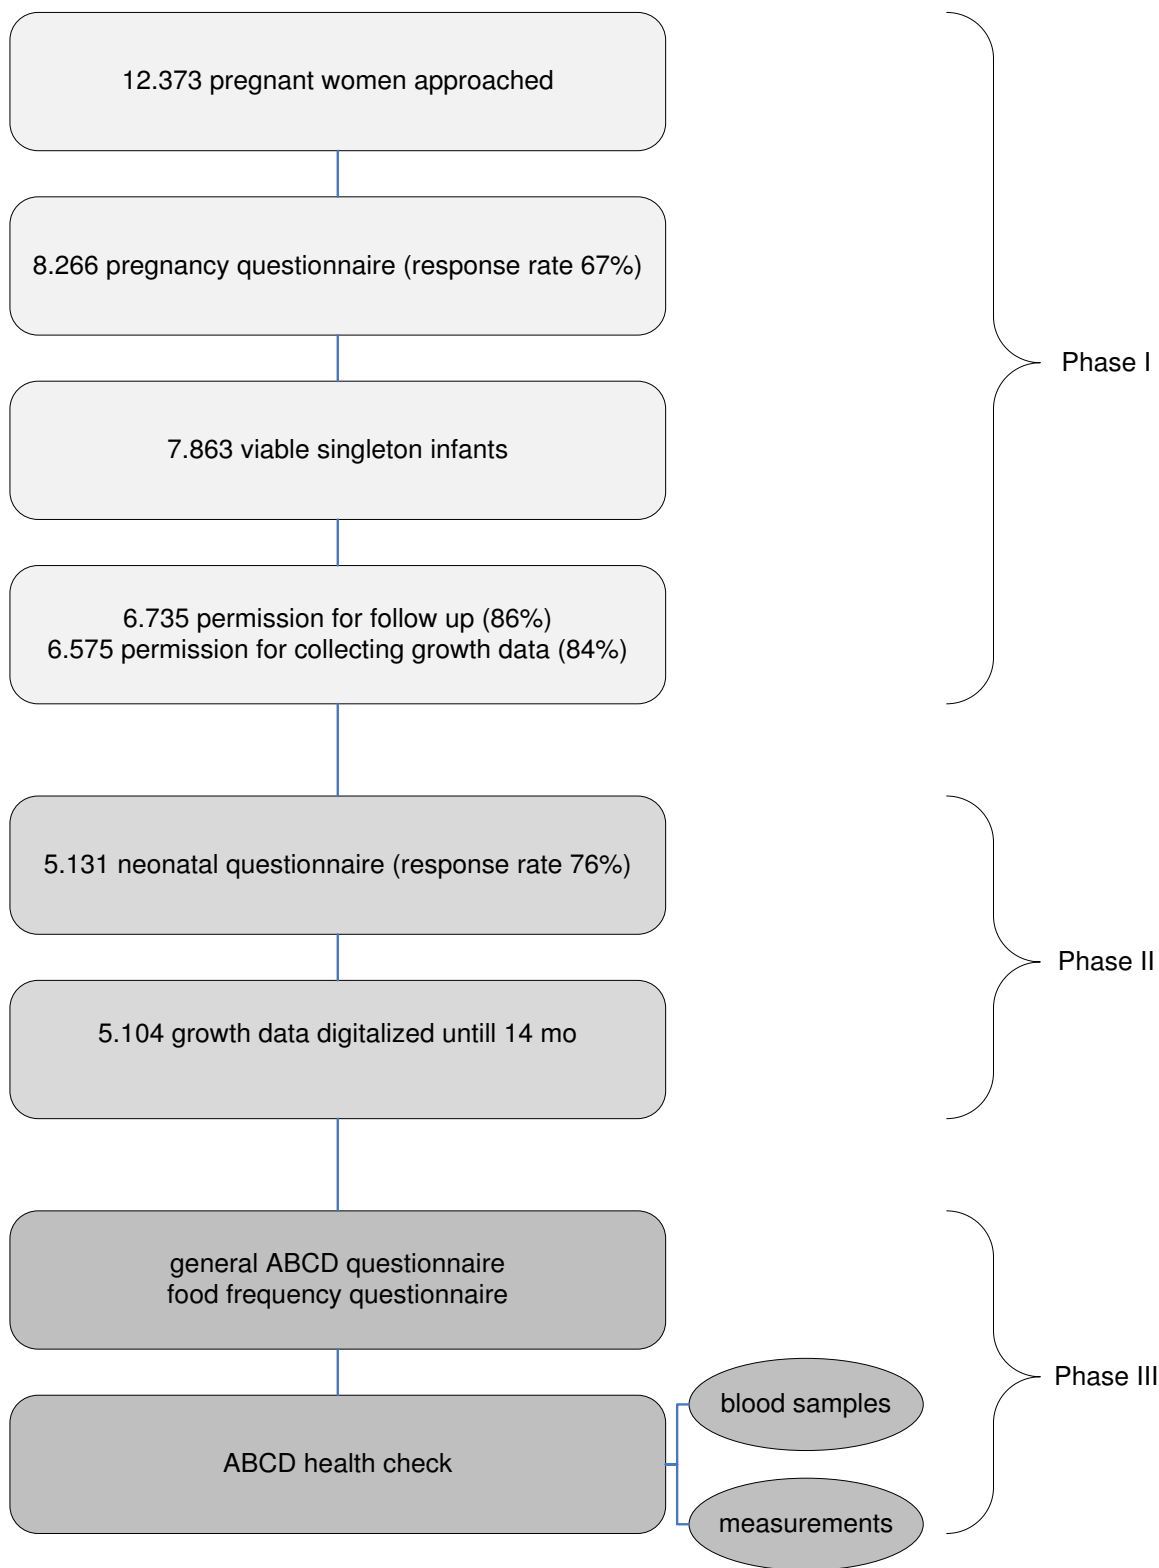 12.373 pregnant women approached
8.266 pregnancy questionnaire (response rate 67%)
7.863 viable singleton infants
6.735 permission for follow up (86%)
6.575 permission for collecting growth data (84%)
Phase I
5.131 neonatal questionnaire (response rate 76%)
5.104 growth data digitalized untill 14 mo
Phase II
general ABCD questionnaire
food frequency questionnaire
ABCD health check
blood samples
measurements
Phase III